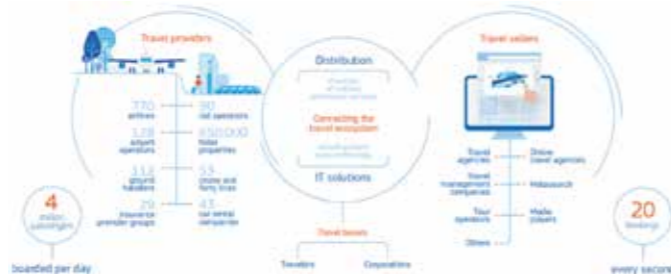 Travel providers
770
airlines
90
rail operators
128
airport
operators
650,000
hotel
properties
112
ground
handlers
53
cruise and
ferry lines
29
insurance
provider groups
43
car rental
companies
4
million
passengers
boarded per day
Distribution
Connecting the
travel ecosystem
IT solutions
Travel buyers
Travelers
Corporations
Travel sellers
Travel
agencies
Online
travel agencies
Travel
management
companies
Metasearch
Tour
operators
Media
players
Others
20
bookings
every second